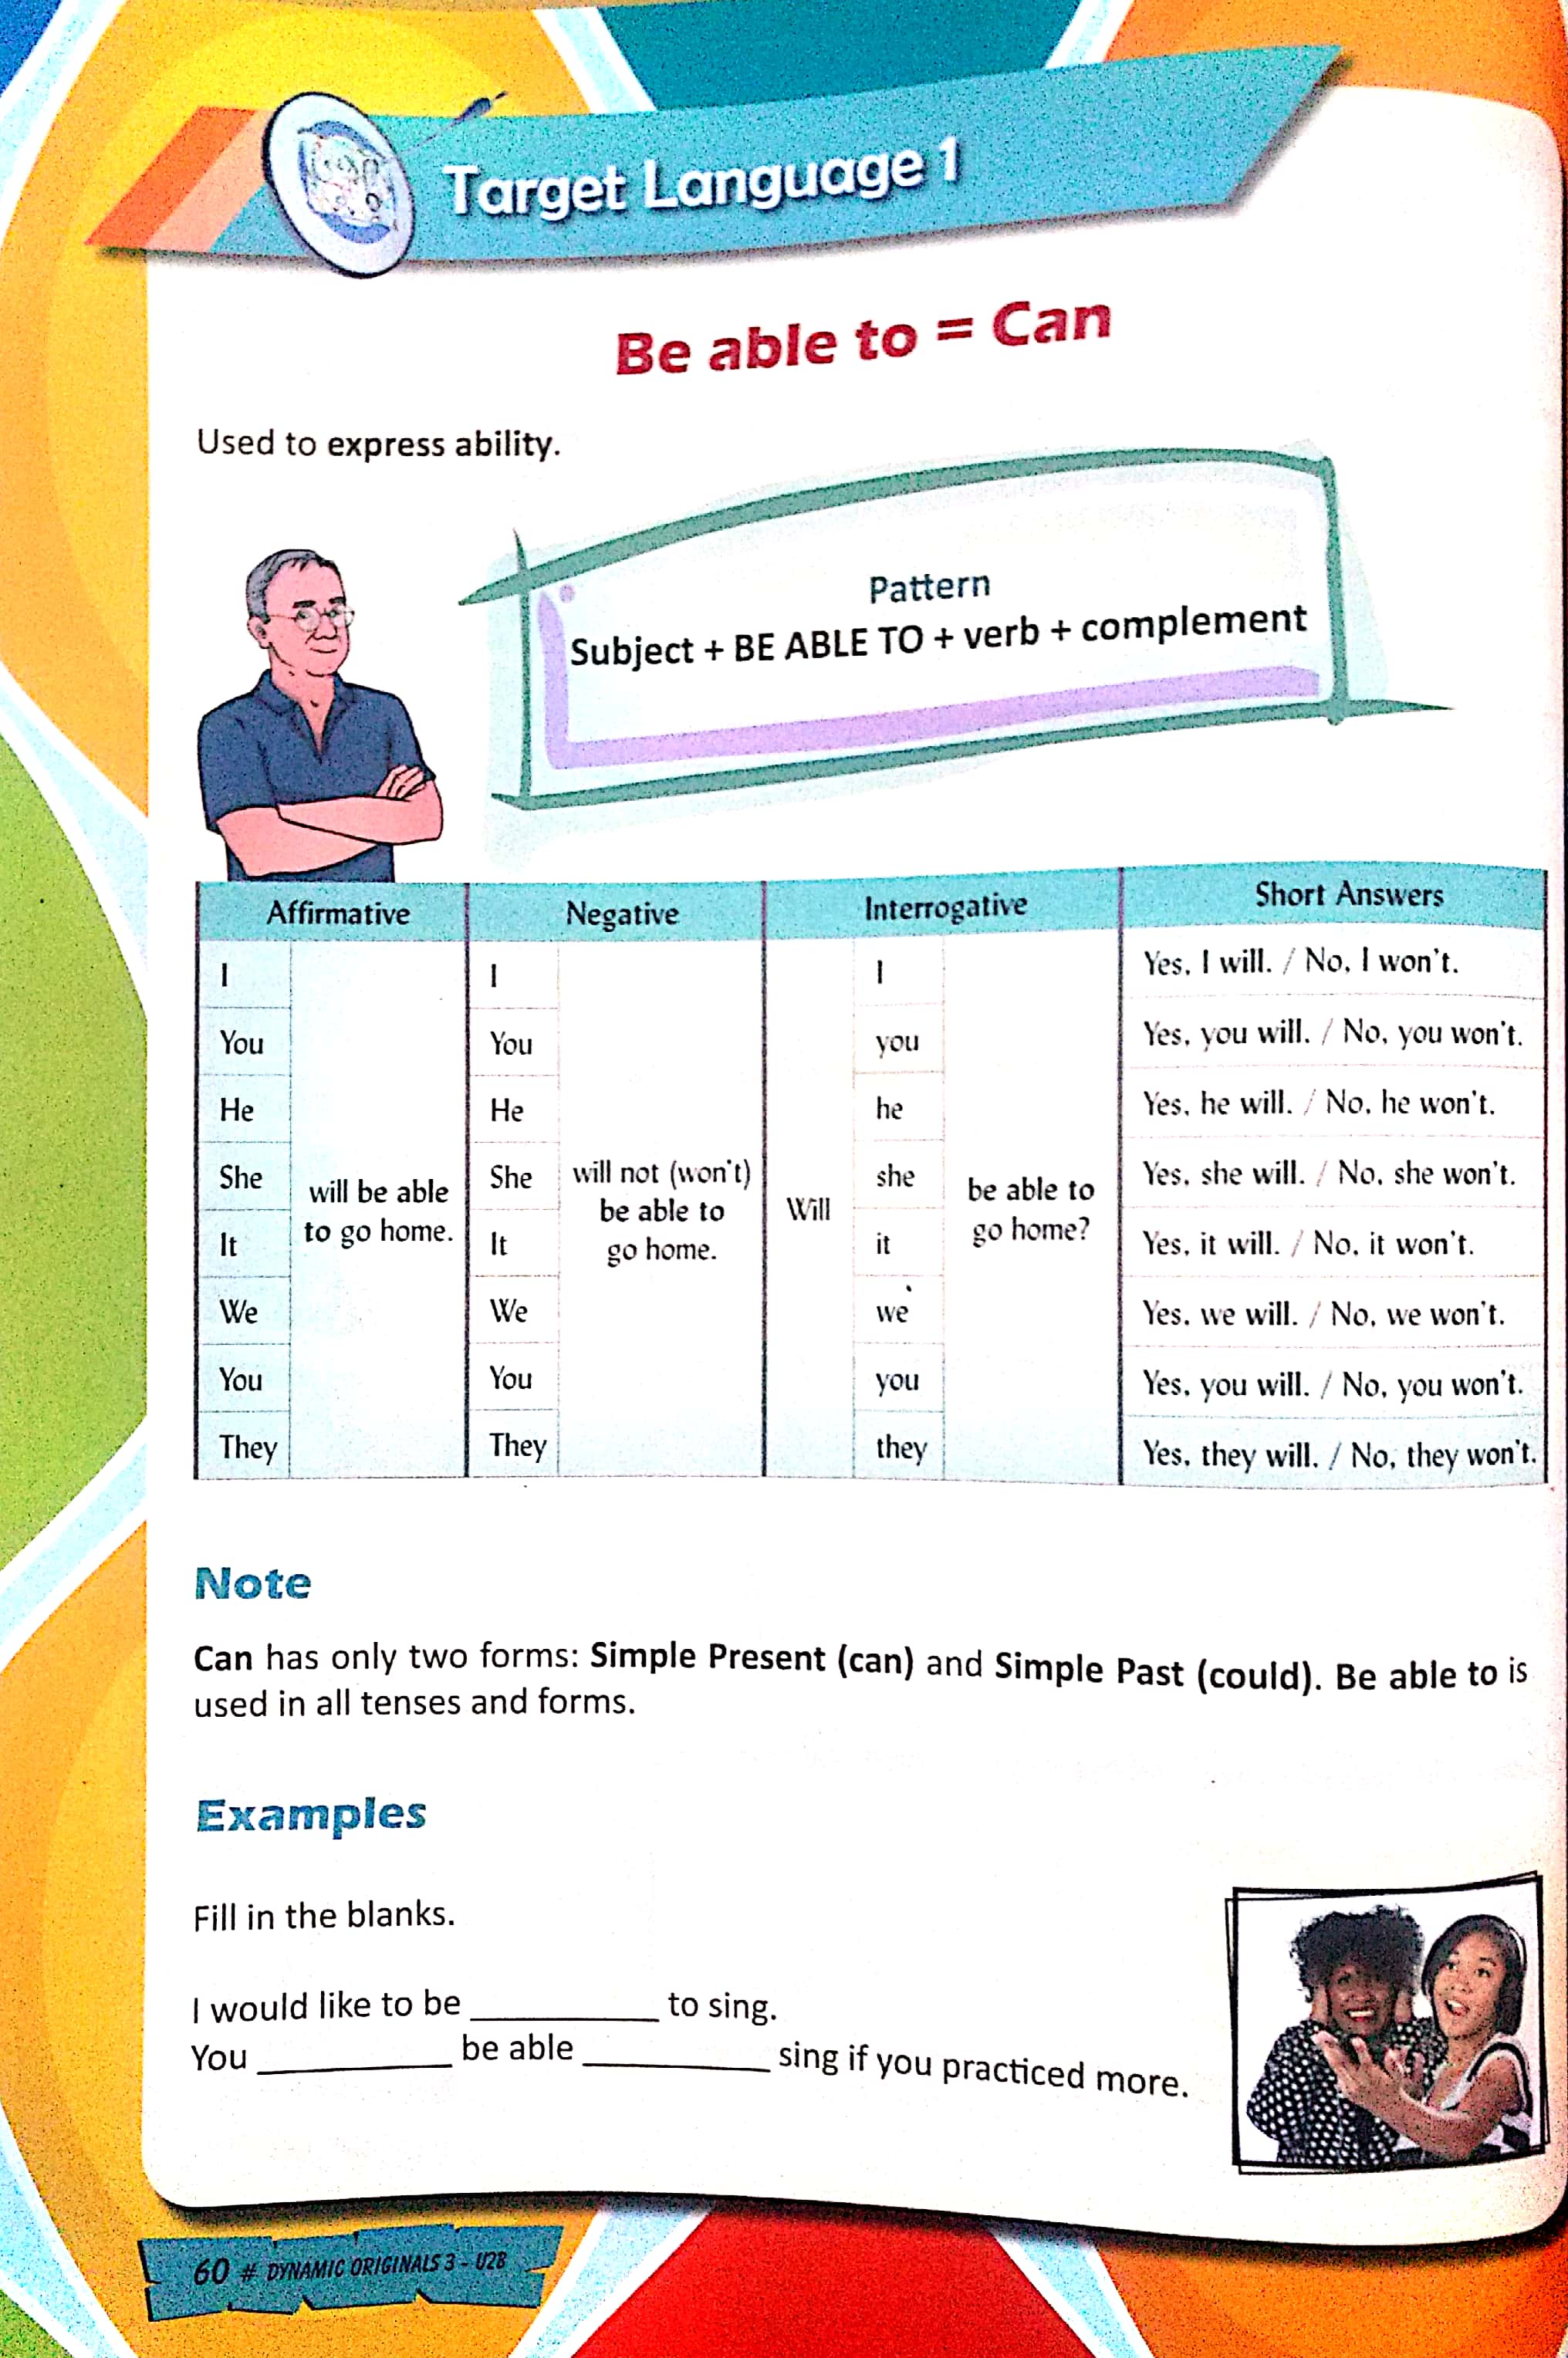 Target Language 1
Be able to = Can
Used to express ability.
Pattern
Subject + BE ABLE TO + verb + complement
Affirmative Negative Interrogative Short Answers
I I I Yes, I will. / No, I won't.
You You you Yes, you will. / No, you won't.
He He he Yes, he will. / No, he won't.
She will be able She will not (won't) Will she be able to Yes, she will. / No, she won't.
to go home. be able to go home?
It It go home. it Yes, it will. / No, it won't.
We We we Yes, we will. / No, we won't.
You You you Yes, you will. / No, you won't.
They They they Yes, they will. / No, they won't.
Note
Can has only two forms: Simple Present (can) and Simple Past (could). Be able to is
used in all tenses and forms.
Examples
Fill in the blanks.
I would like to be __________ to sing.
You __________ be able __________ sing if you practiced more.
60 # DYNAMIC ORIGINALS 3 - U28